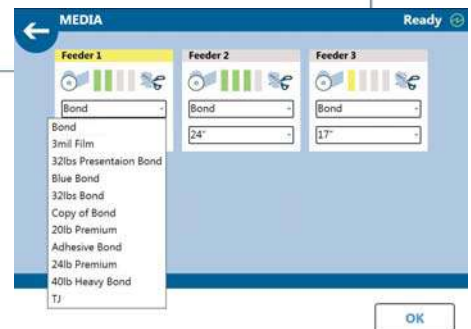 MEDIA
Ready
Feeder 1
Feeder 2
Feeder 3
Bond
Bond
Bond
24"
17"
Bond
3mil Film
32lbs Presentaion Bond
Blue Bond
32lbs Bond
Copy of Bond
20lb Premium
Adhesive Bond
24lb Premium
40lb Heavy Bond
TJ
OK